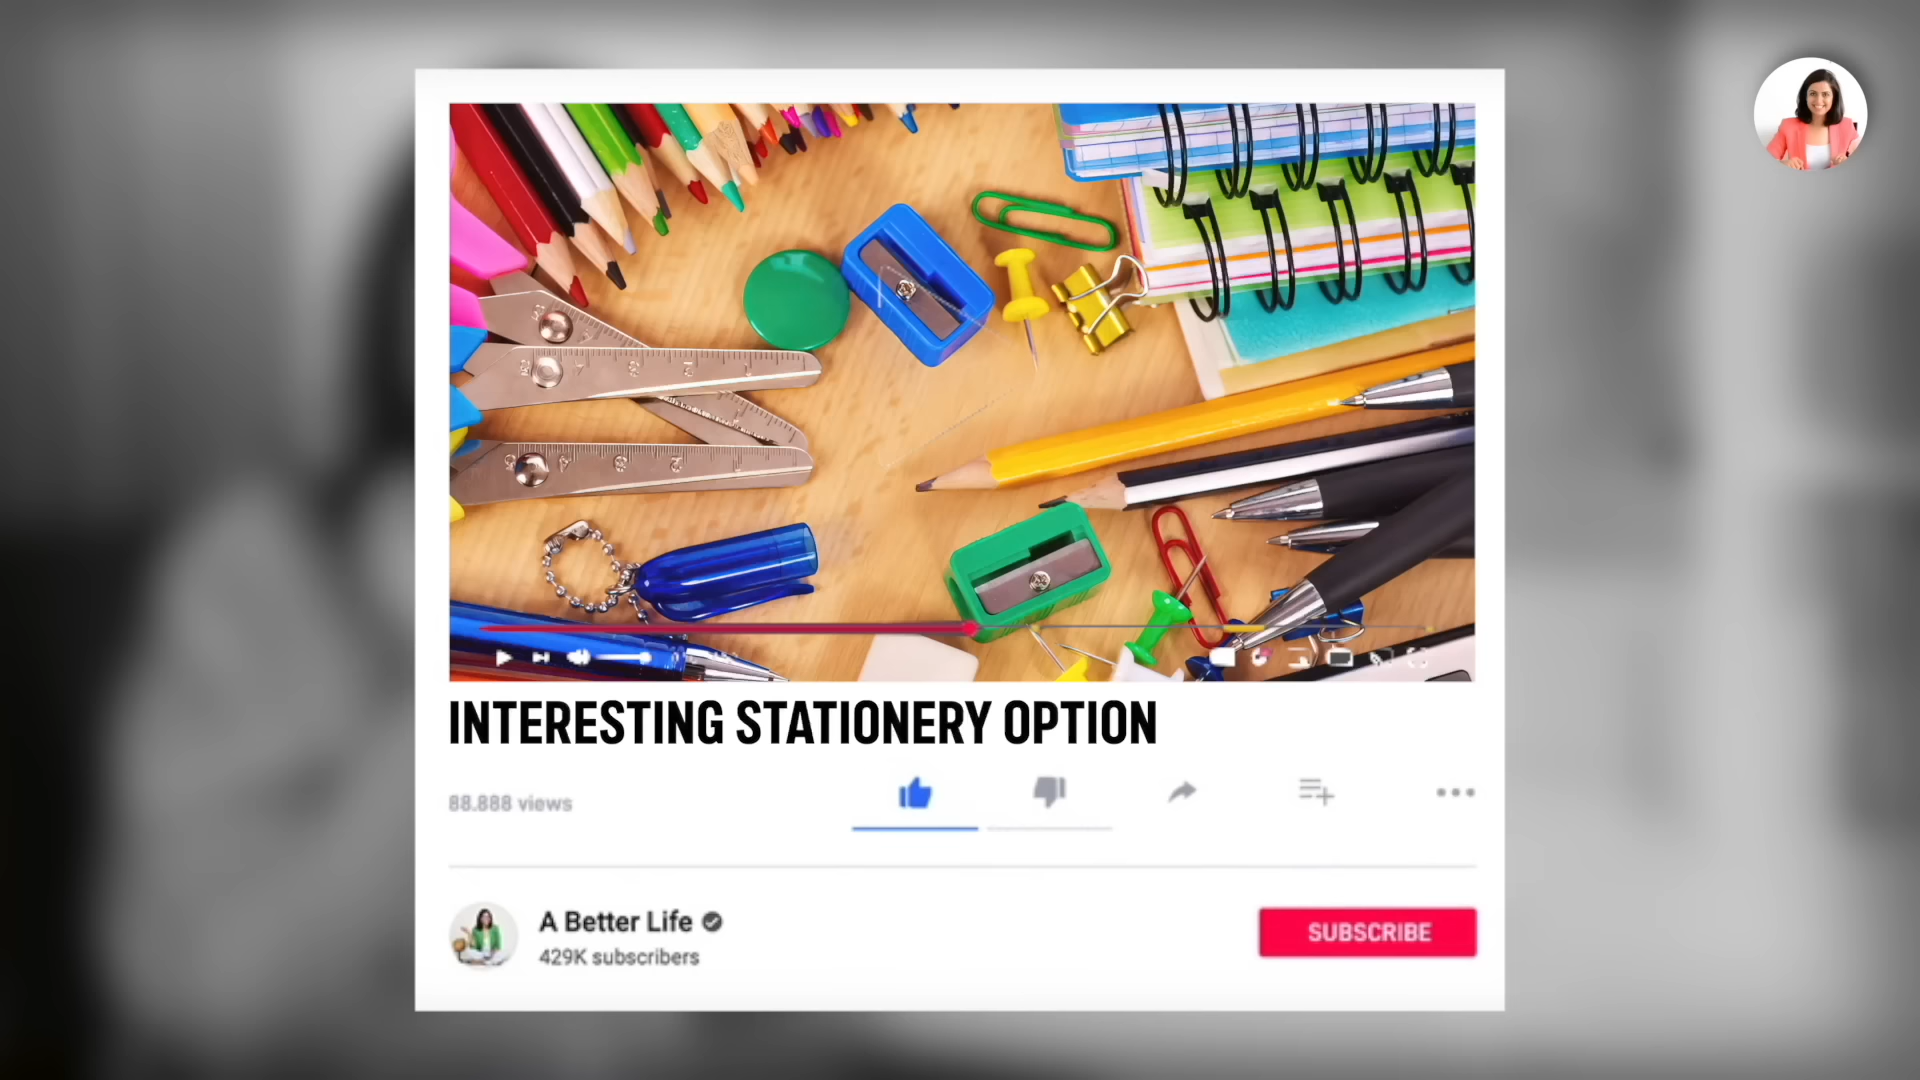 INTERESTING STATIONERY OPTION
88.888 views
A Better Life
429K subscribers
SUBSCRIBE